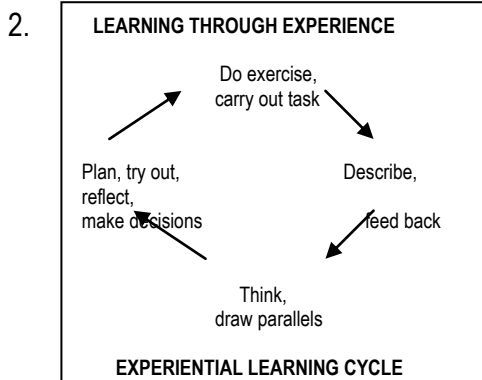 2.
LEARNING THROUGH EXPERIENCE
Do exercise,
carry out task
Describe,
feed back
Think,
draw parallels
Plan, try out,
reflect,
make decisions
EXPERIENTIAL LEARNING CYCLE